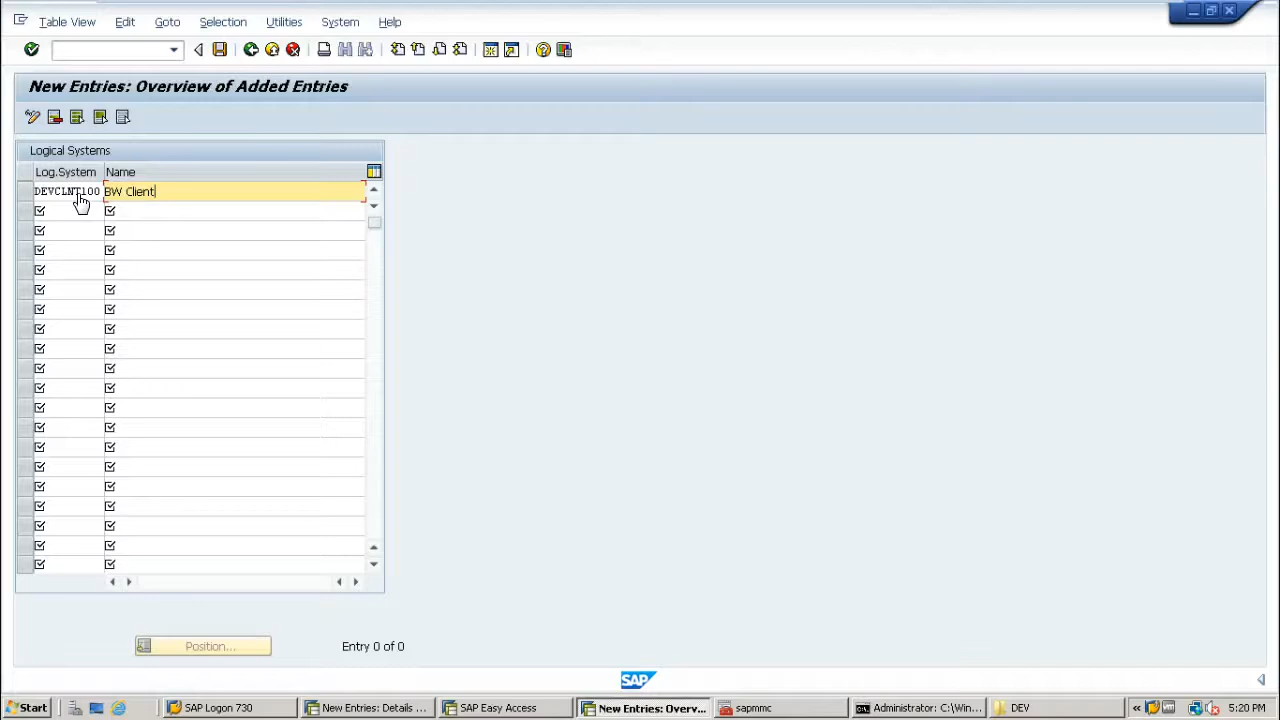 Table View Edit Goto Selection Utilities System Help
New Entries: Overview of Added Entries
Logical Systems
Log.System Name
DEVCLNT100 BW Client
Position... Entry 0 of 0
SAP
Start SAP Logon 730 New Entries: Details ... SAP Easy Access New Entries: Overv... sapmmc Administrator: C:\Win... DEV « 5:20 PM